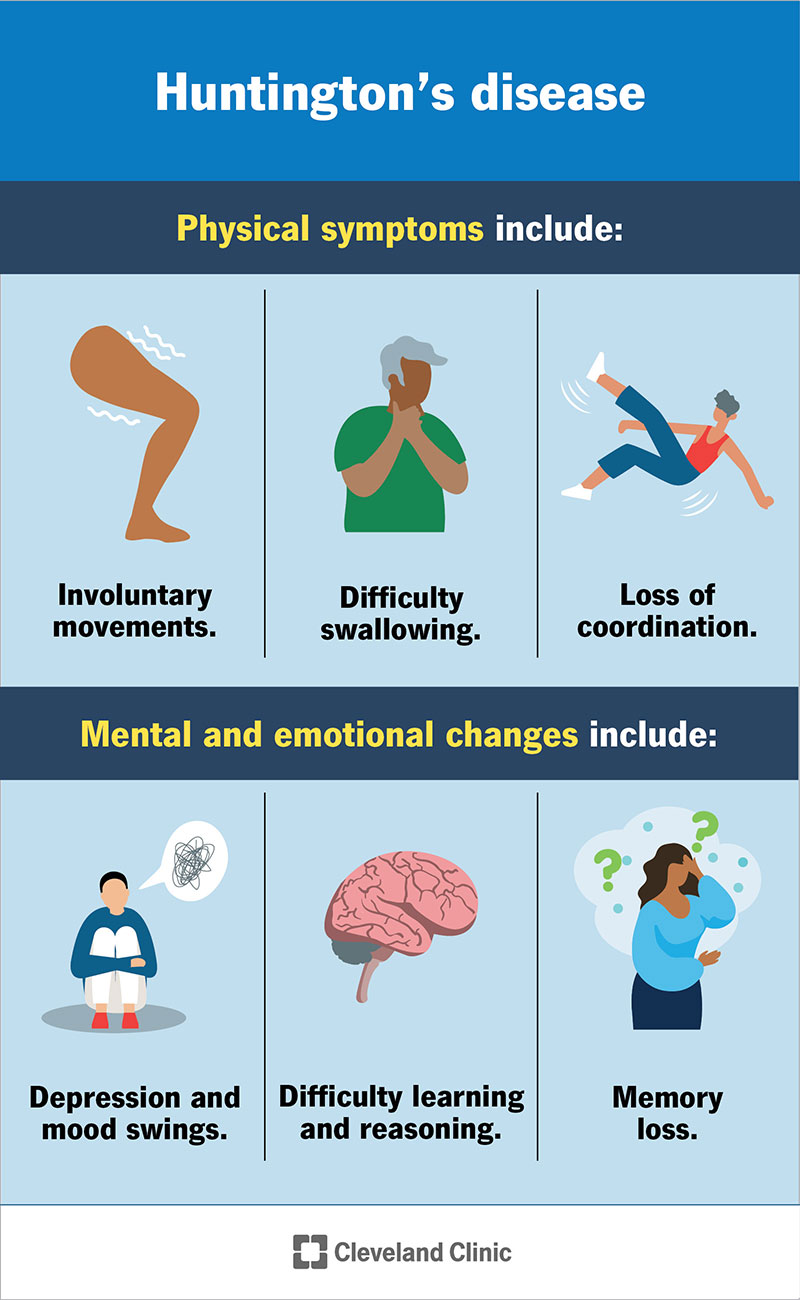 Huntington’s disease
Physical symptoms include:
Involuntary
movements.
Difficulty
swallowing.
Loss of
coordination.
Mental and emotional changes include:
Depression and
mood swings.
Difficulty learning
and reasoning.
Memory
loss.
Cleveland Clinic